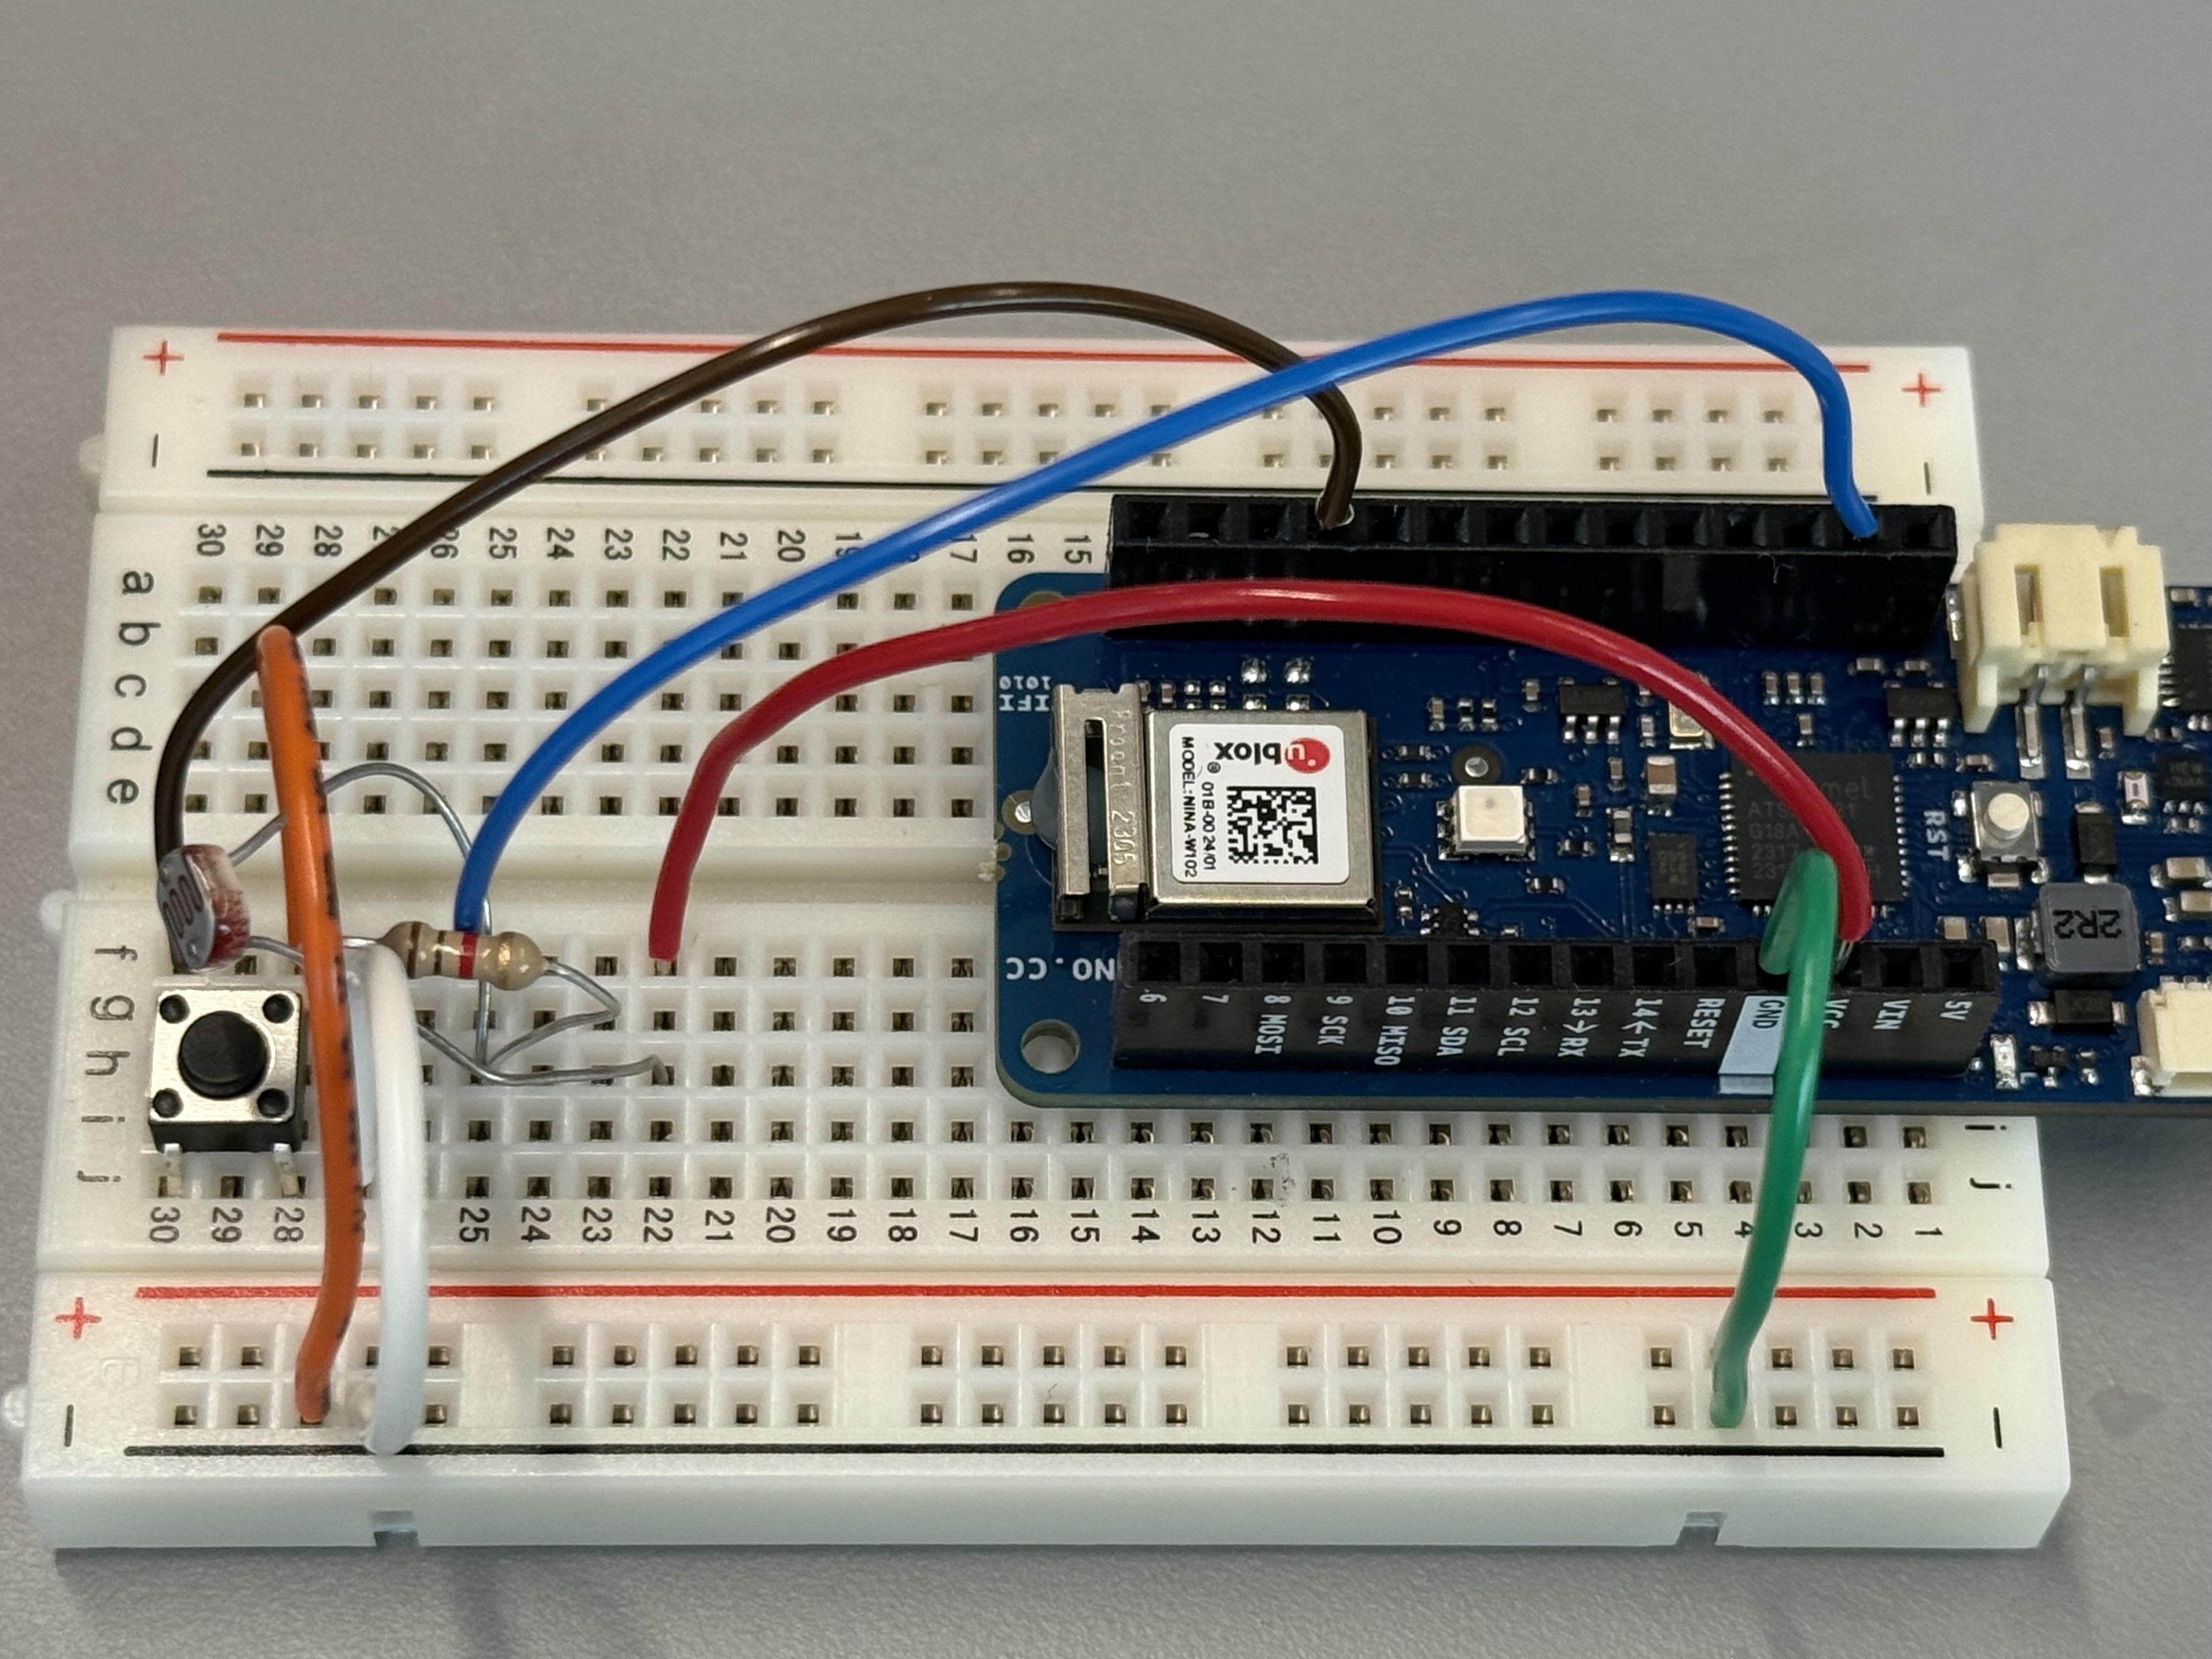 + +
- -
30 29 28 26 25 24 23 22 21 20 17 16 15
a
b
c
d
e
IFI
1010
ublox®
MODEL:NINA-W102
01B-00 24/01
RST
2R2
f
g
h
i i
j j
NO.CC
6 7 8 MOSI 9 SCK 10 MISO 11 SDA 12 SCL 13→RX 14←TX RESET GND VCC VIN 5V
30 29 28 25 24 23 22 21 20 19 18 17 16 15 14 13 12 11 10 9 8 7 6 5 4 3 2 1
+ +
- -